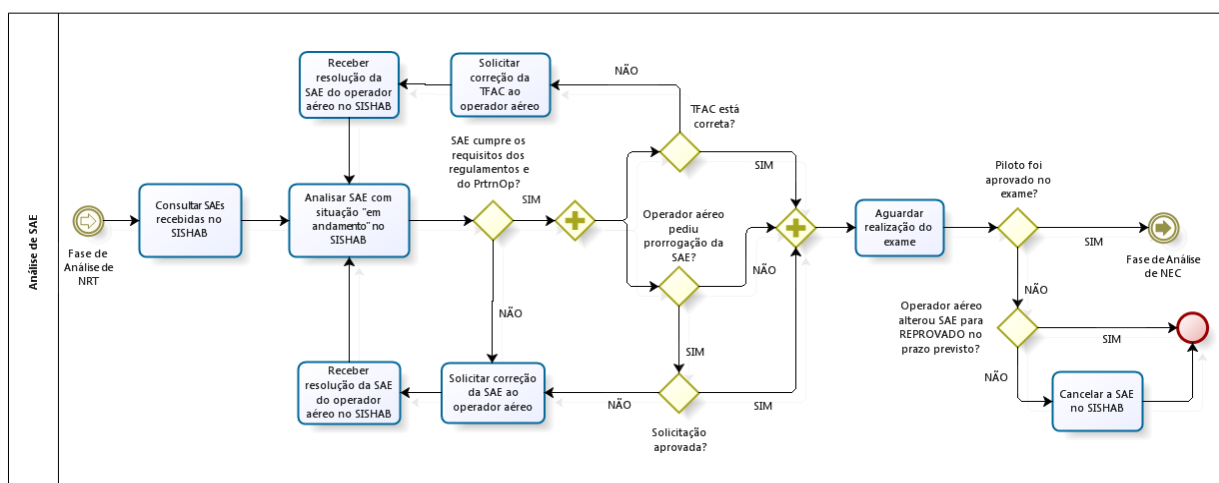 Análise de SAE
Fase de
Análise de
NRT
Consultar SAEs
recebidas no
SISHAB
Receber
resolução da
SAE do operador
aéreo no SISHAB
Analisar SAE com
situação "em
andamento" no
SISHAB
Receber
resolução da SAE
do operador
aéreo no SISHAB
Solicitar
correção da
TFAC ao
operador aéreo
SAE cumpre os
requisitos dos
regulamentos e
do PrtrnOp?
SIM
NÃO
Solicitar correção
da SAE ao
operador aéreo
NÃO
TFAC está
correta?
SIM
Operador aéreo
pediu
prorrogação da
SAE?
NÃO
SIM
NÃO
SIM
Solicitação
aprovada?
Aguardar
realização do
exame
Piloto foi
aprovado no
exame?
SIM
Fase de Análise
de NEC
NÃO
Operador aéreo
alterou SAE para
REPROVADO no
prazo previsto?
SIM
NÃO
Cancelar a SAE
no SISHAB